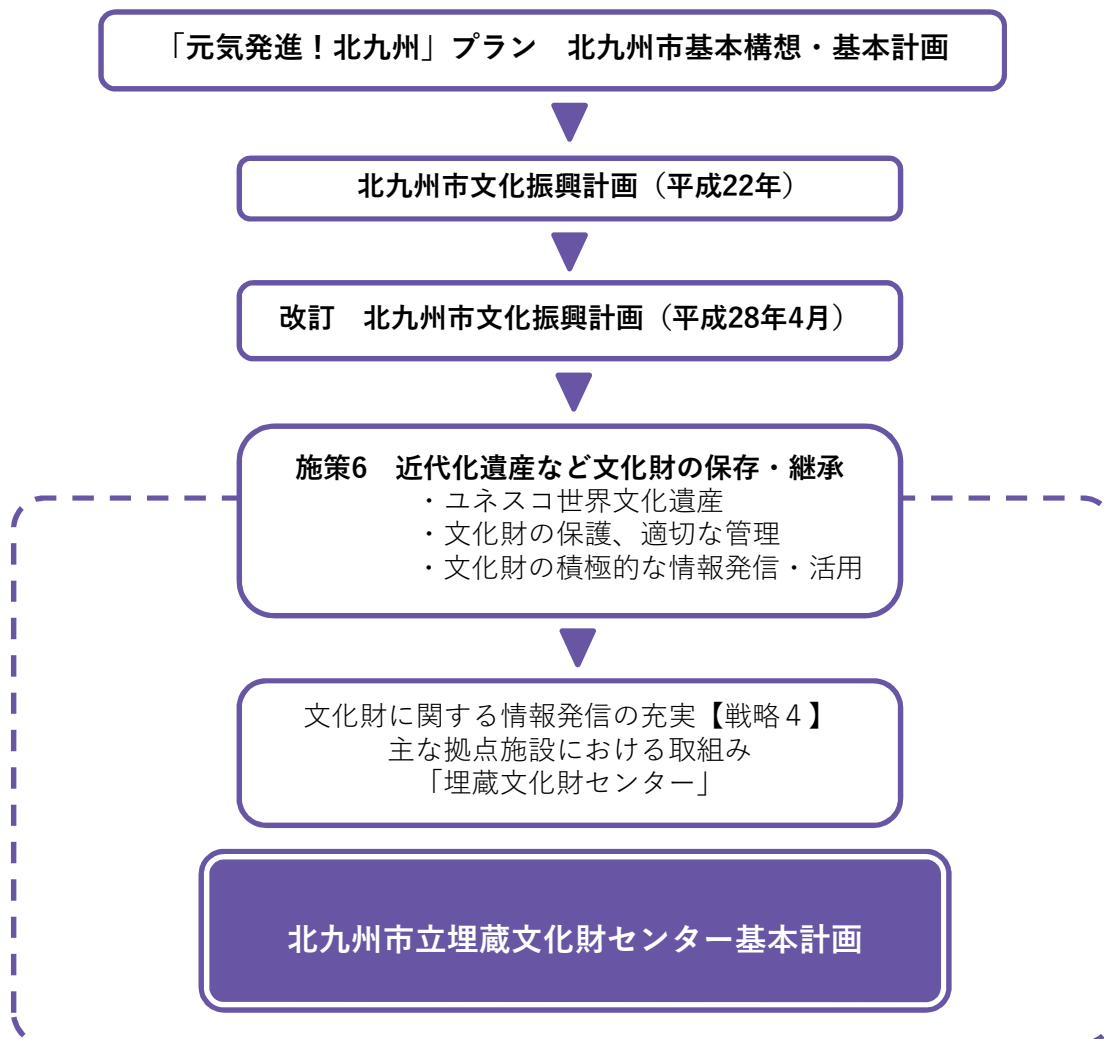 「元気発進！北九州」プラン　北九州市基本構想・基本計画
北九州市文化振興計画（平成22年）
改訂　北九州市文化振興計画（平成28年4月）
施策6　近代化遺産など文化財の保存・継承
・ユネスコ世界文化遺産
・文化財の保護、適切な管理
・文化財の積極的な情報発信・活用
文化財に関する情報発信の充実【戦略４】
主な拠点施設における取組み
「埋蔵文化財センター」
北九州市立埋蔵文化財センター基本計画